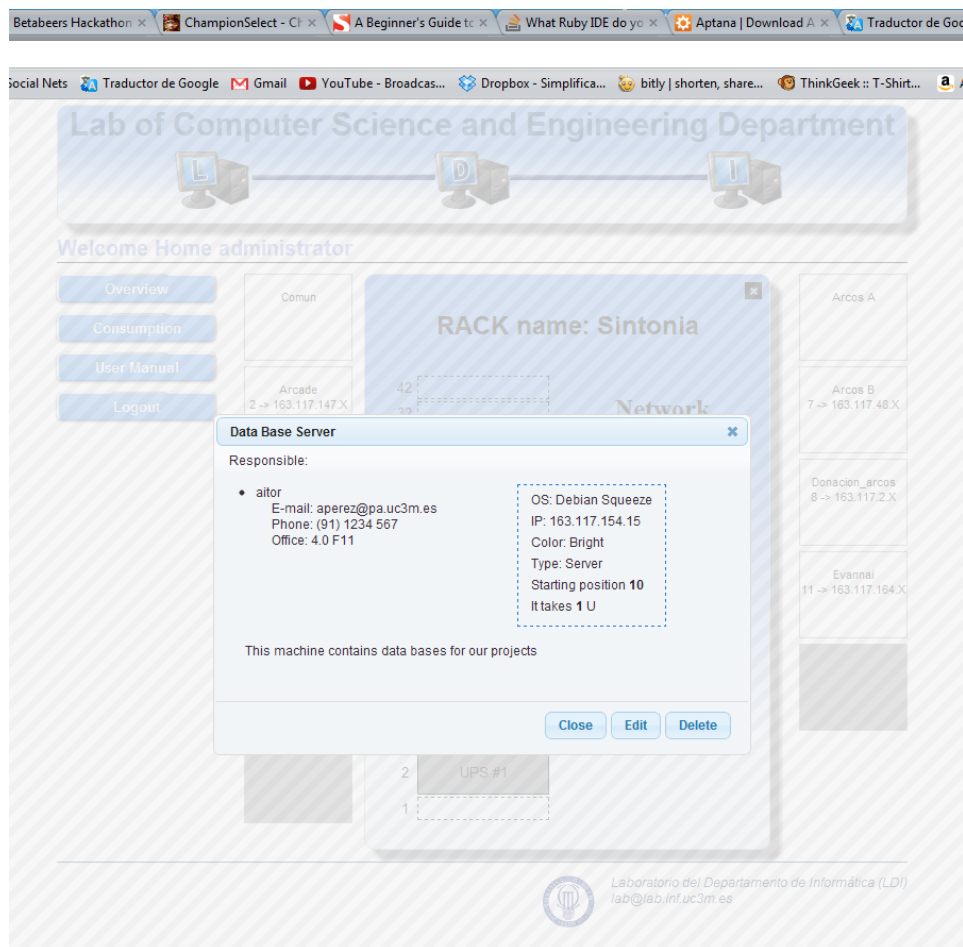 Betabeers Hackathon
ChampionSelect - Ch
A Beginner's Guide to
What Ruby IDE do yo
Aptana | Download A
Traductor de Goo
Social Nets
Traductor de Google
Gmail
YouTube - Broadcas...
Dropbox - Simplifica...
bitly | shorten, share...
ThinkGeek :: T-Shirt...
Lab of Computer Science and Engineering Department
L D I
Welcome Home administrator
Overview
Consumption
User Manual
Logout
Comun
Arcade
2 -> 163.117.147.X
RACK name: Sintonia
42
32
Network
Arcos A
Arcos B
7 -> 163.117.48.X
Donacion_arcos
8 -> 163.117.2.X
Evannai
11 -> 163.117.164.X
Data Base Server
Responsible:
• aitor
E-mail: aperez@pa.uc3m.es
Phone: (91) 1234 567
Office: 4.0 F11
OS: Debian Squeeze
IP: 163.117.154.15
Color: Bright
Type: Server
Starting position 10
It takes 1 U
This machine contains data bases for our projects
Close
Edit
Delete
2 UPS #1
1
Laboratorio del Departamento de Informática (LDI)
lab@lab.inf.uc3m.es